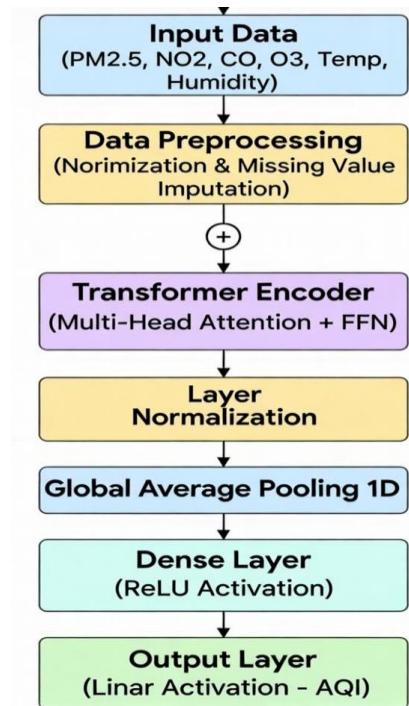 Input Data
(PM2.5, NO2, CO, O3, Temp,
Humidity)
Data Preprocessing
(Norimization & Missing Value
Imputation)
+
Transformer Encoder
(Multi-Head Attention + FFN)
Layer
Normalization
Global Average Pooling 1D
Dense Layer
(ReLU Activation)
Output Layer
(Linar Activation - AQI)